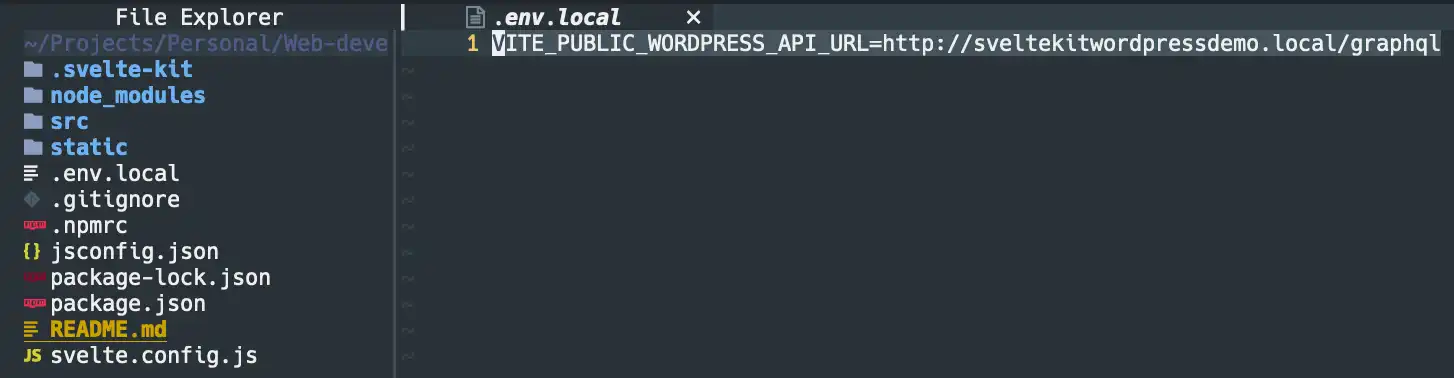 File Explorer
~/Projects/Personal/Web-deve
.svelte-kit
node_modules
src
static
.env.local
.gitignore
.npmrc
{} jsconfig.json
package-lock.json
package.json
README.md
JS svelte.config.js
.env.local ×
1 VITE_PUBLIC_WORDPRESS_API_URL=http://sveltekitwordpressdemo.local/graphql
~
~
~
~
~
~
~
~
~
~
~
~